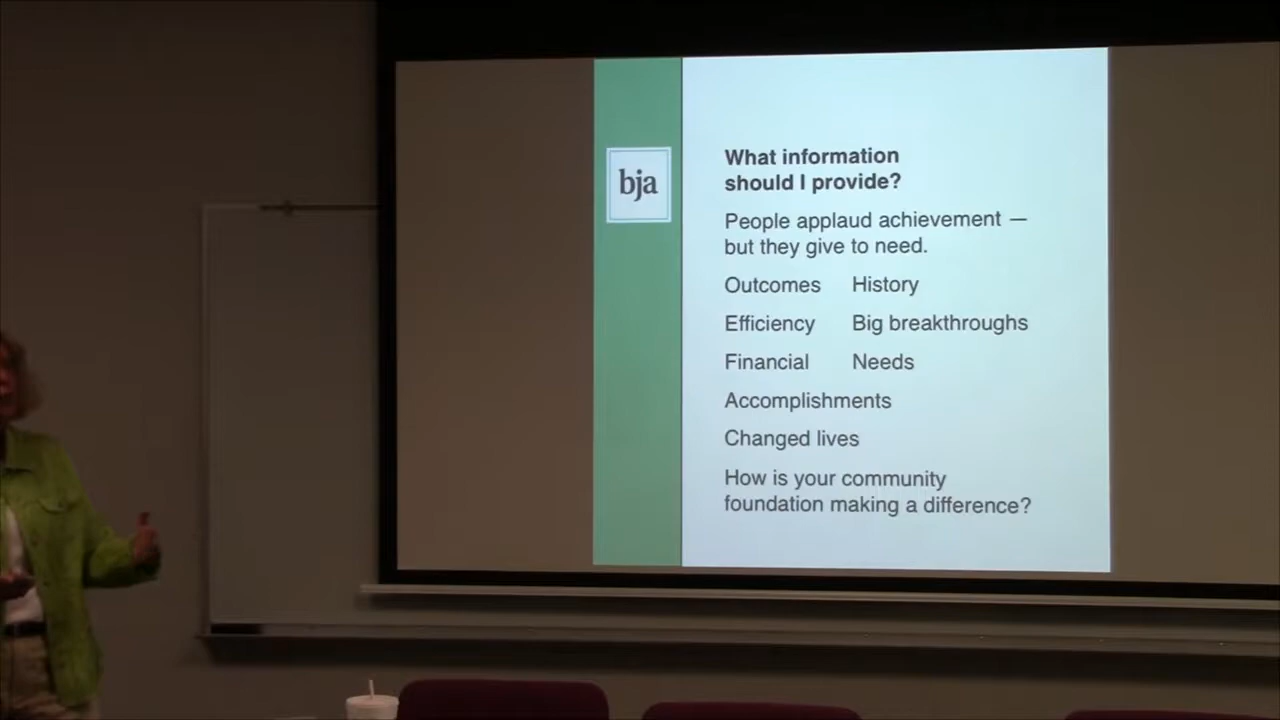 bja
What information
should I provide?
People applaud achievement —
but they give to need.
Outcomes History
Efficiency Big breakthroughs
Financial Needs
Accomplishments
Changed lives
How is your community
foundation making a difference?